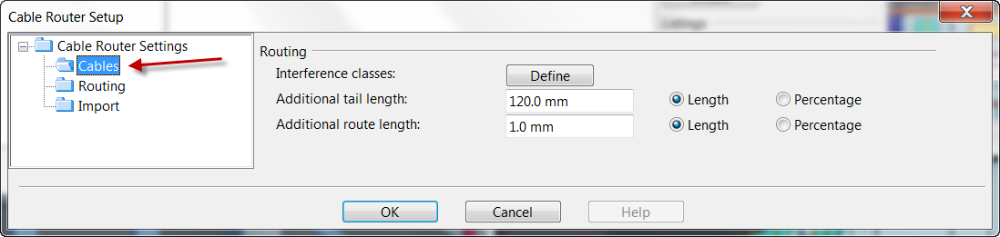 Cable Router Setup
Listings
Cable Router Settings
Cables
Routing
Import
Routing
Interference classes: Define
Additional tail length: 120.0 mm Length Percentage
Additional route length: 1.0 mm Length Percentage
OK Cancel Help